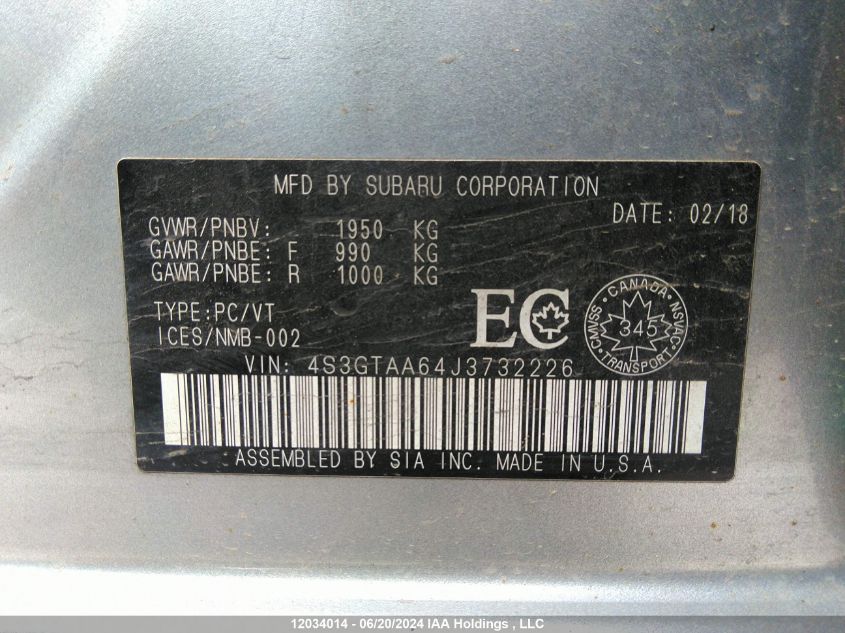 MFD BY SUBARU CORPORATION
DATE: 02/18
GVWR/PNBV: 1950 KG
GAWR/PNBE: F 990 KG
GAWR/PNBE: R 1000 KG
TYPE:PC/VT
ICES/NMB-002
EC
CANADA • NSVAC • TRANSPORT • CMVSS •
345
VIN: 4S3GTAA64J3732226
ASSEMBLED BY SIA INC. MADE IN U.S.A.
12034014 - 06/20/2024 IAA Holdings , LLC